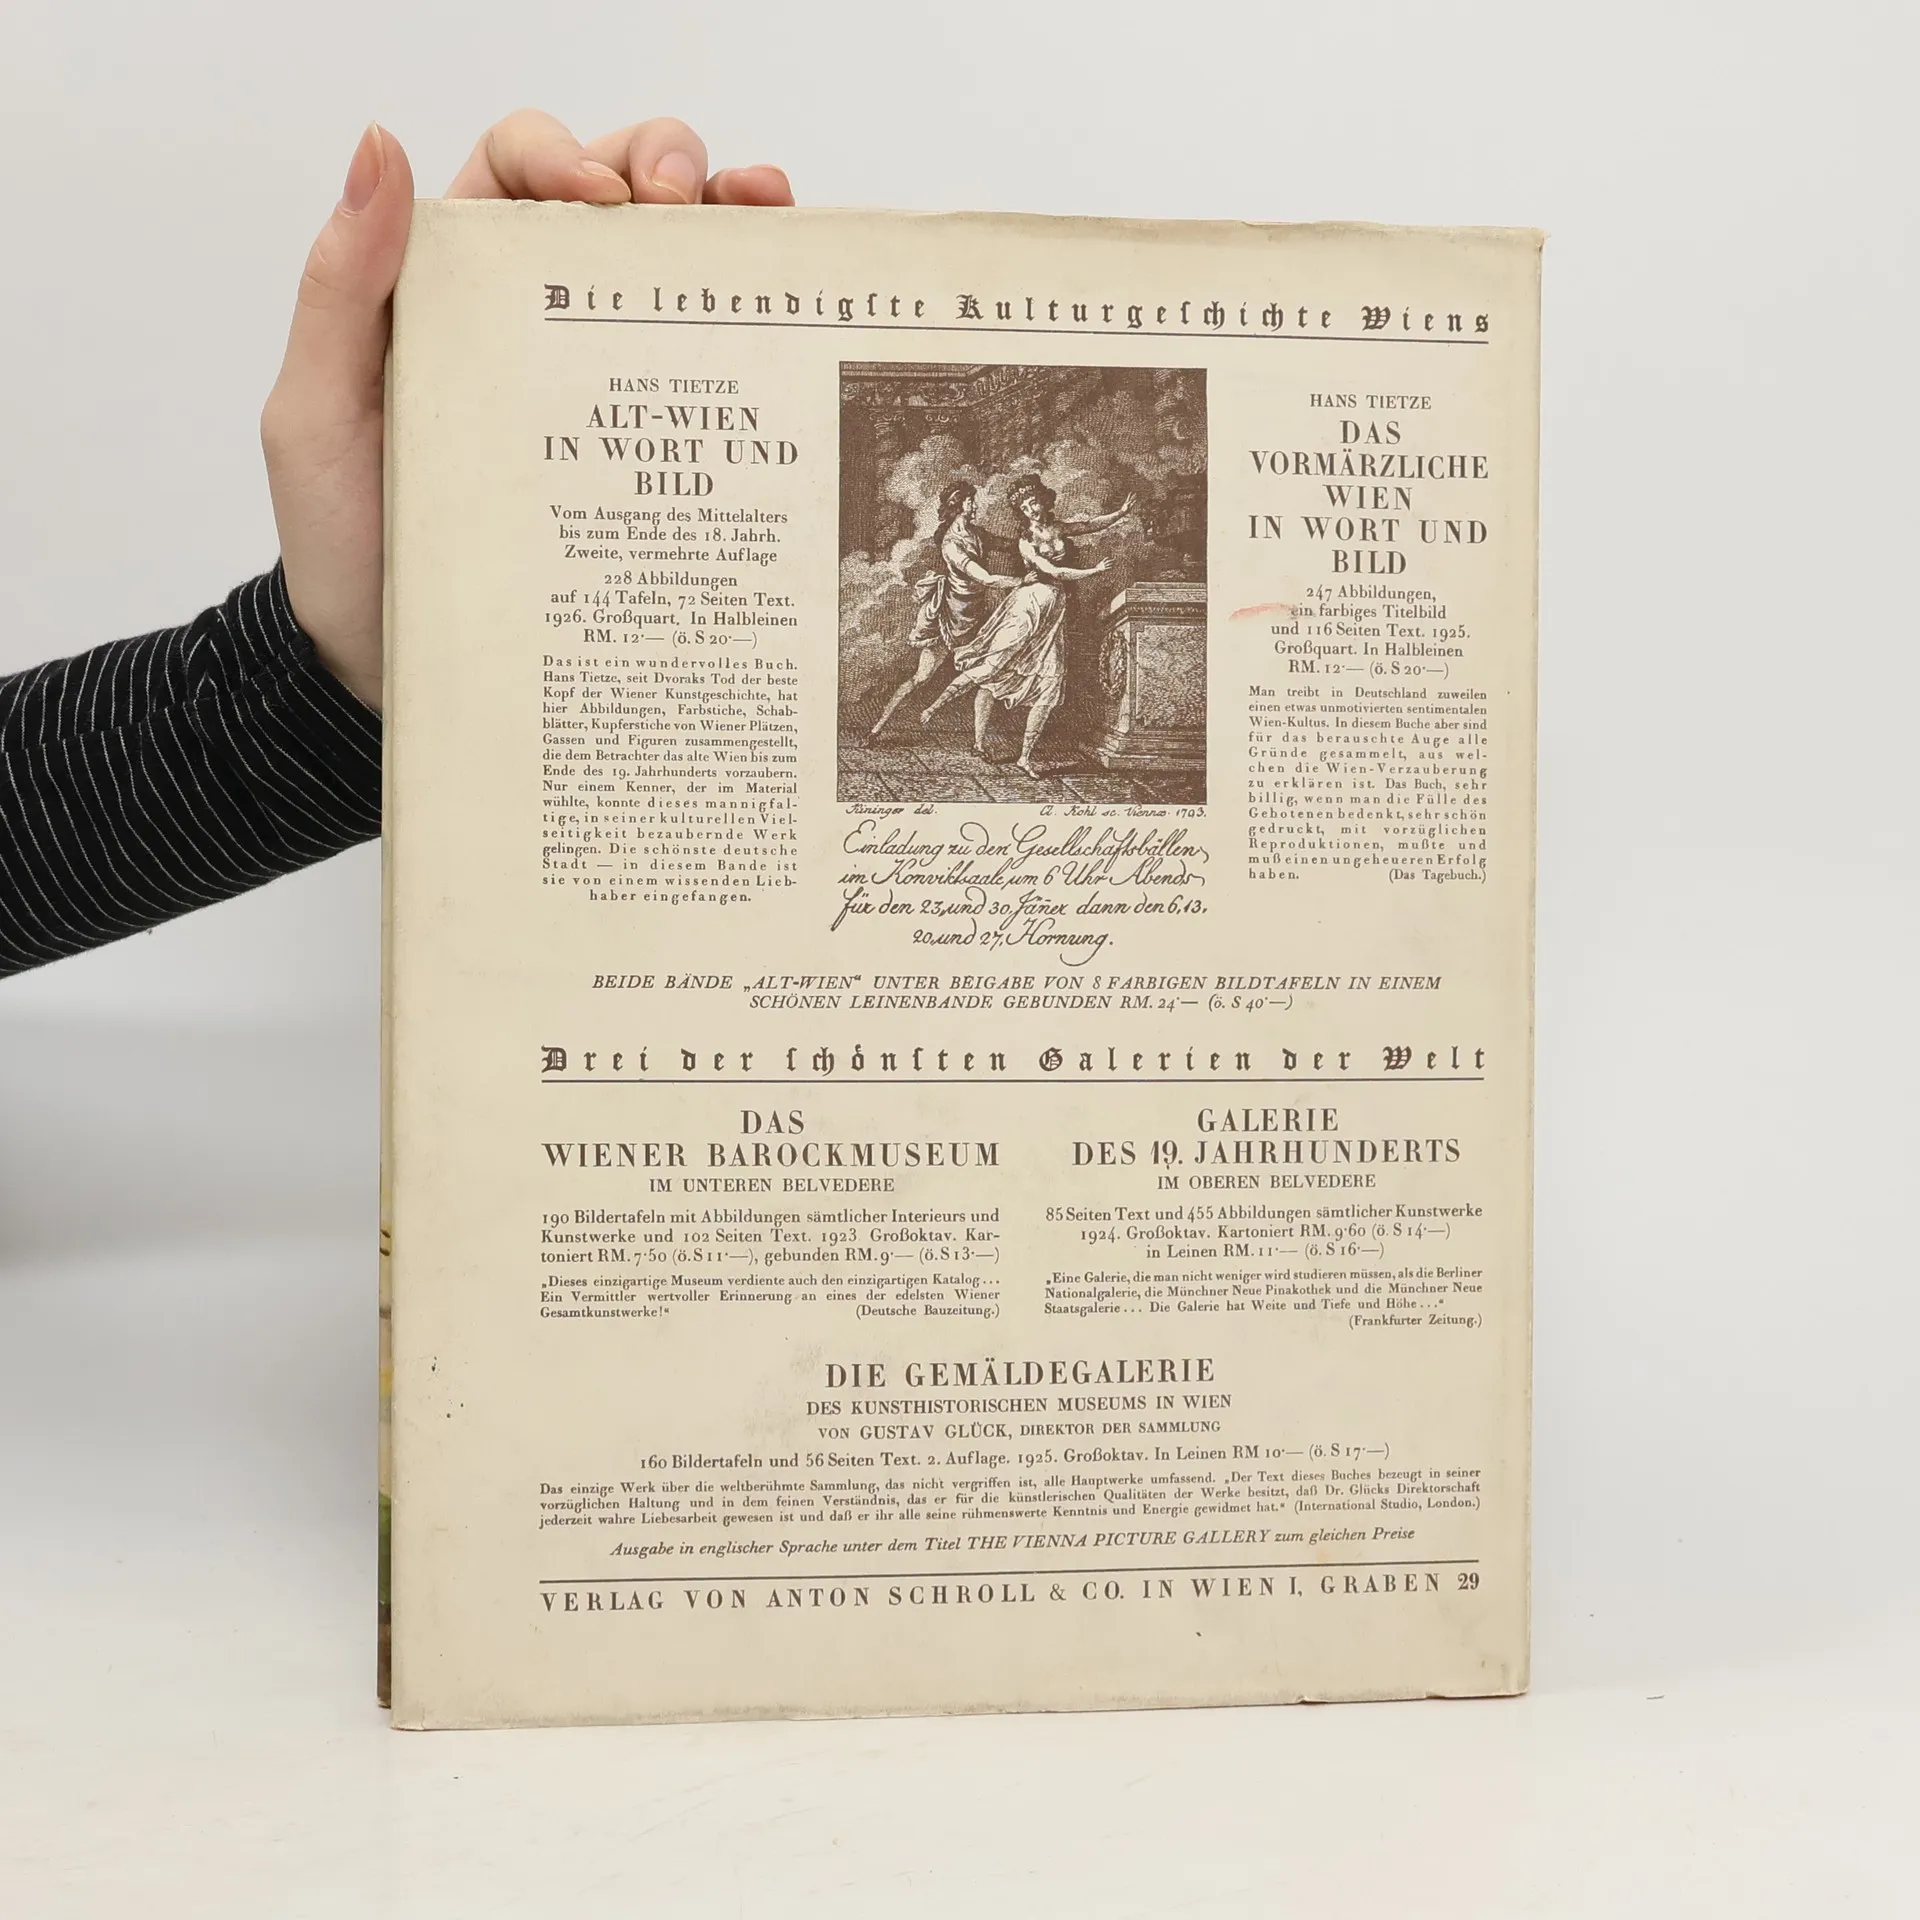 Die lebendigſte Kulturgeſchichte Wiens
HANS TIETZE
ALT-WIEN
IN WORT UND
BILD
Vom Ausgang des Mittelalters
bis zum Ende des 18. Jahrh.
Zweite, vermehrte Auflage
228 Abbildungen
auf 144 Tafeln, 72 Seiten Text.
1926. Großquart. In Halbleinen
RM. 12·— (ö. S 20·—)
Das ist ein wundervolles Buch.
Hans Tietze, seit Dvoraks Tod der beste
Kopf der Wiener Kunstgeschichte, hat
hier Abbildungen, Farbstiche, Schab-
blätter, Kupferstiche von Wiener Plätzen,
Gassen und Figuren zusammengestellt,
die dem Betrachter das alte Wien bis zum
Ende des 19. Jahrhunderts vorzaubern.
Nur einem Kenner, der im Material
wühlte, konnte dieses mannigfal-
tige, in seiner kulturellen Viel-
seitigkeit bezaubernde Werk
gelingen. Die schönste deutsche
Stadt — in diesem Bande ist
sie von einem wissenden Lieb-
haber eingefangen.
Kininger del.
Cl. Kohl sc. Viennæ. 1793.
Einladung zu den Gesellschaftsbällen
im Konviktsaale um 6 Uhr Abends
für den 23, und 30. Jäner dann den 6, 13.
20, und 27, Hornung.
HANS TIETZE
DAS
VORMÄRZLICHE
WIEN
IN WORT UND
BILD
247 Abbildungen,
ein farbiges Titelbild
und 116 Seiten Text. 1925.
Großquart. In Halbleinen
RM. 12·— (ö. S 20·—)
Man treibt in Deutschland zuweilen
einen etwas unmotivierten sentimentalen
Wien-Kultus. In diesem Buche aber sind
für das berauschte Auge alle
Gründe gesammelt, aus wel-
chen die Wien-Verzauberung
zu erklären ist. Das Buch, sehr
billig, wenn man die Fülle des
Gebotenen bedenkt, sehr schön
gedruckt, mit vorzüglichen
Reproduktionen, mußte und
muß einen ungeheueren Erfolg
haben. (Das Tagebuch.)
BEIDE BÄNDE „ALT-WIEN“ UNTER BEIGABE VON 8 FARBIGEN BILDTAFELN IN EINEM
SCHÖNEN LEINENBANDE GEBUNDEN RM. 24·— (ö. S 40·—)
Drei der ſchönſten Galerien der Welt
DAS
WIENER BAROCKMUSEUM
IM UNTEREN BELVEDERE
190 Bildertafeln mit Abbildungen sämtlicher Interieurs und
Kunstwerke und 102 Seiten Text. 1923 Großoktav. Kar-
toniert RM. 7·50 (ö. S 11·—), gebunden RM. 9·— (ö. S 13·—)
„Dieses einzigartige Museum verdiente auch den einzigartigen Katalog...
Ein Vermittler wertvoller Erinnerung an eines der edelsten Wiener
Gesamtkunstwerke!“ (Deutsche Bauzeitung.)
GALERIE
DES 19. JAHRHUNDERTS
IM OBEREN BELVEDERE
85 Seiten Text und 455 Abbildungen sämtlicher Kunstwerke
1924. Großoktav. Kartoniert RM. 9·60 (ö. S 14·—)
in Leinen RM. 11·— (ö. S 16·—)
„Eine Galerie, die man nicht weniger wird studieren müssen, als die Berliner
Nationalgalerie, die Münchner Neue Pinakothek und die Münchner Neue
Staatsgalerie... Die Galerie hat Weite und Tiefe und Höhe...“
(Frankfurter Zeitung.)
DIE GEMÄLDEGALERIE
DES KUNSTHISTORISCHEN MUSEUMS IN WIEN
VON GUSTAV GLÜCK, DIREKTOR DER SAMMLUNG
160 Bildertafeln und 56 Seiten Text. 2. Auflage. 1925. Großoktav. In Leinen RM 10·— (ö. S 17·—)
Das einzige Werk über die weltberühmte Sammlung, das nicht vergriffen ist, alle Hauptwerke umfassend. „Der Text dieses Buches bezeugt in seiner
vorzüglichen Haltung und in dem feinen Verständnis, das er für die künstlerischen Qualitäten der Werke besitzt, daß Dr. Glücks Direktorschaft
jederzeit wahre Liebesarbeit gewesen ist und daß er ihr alle seine rühmenswerte Kenntnis und Energie gewidmet hat.“ (International Studio, London.)
Ausgabe in englischer Sprache unter dem Titel THE VIENNA PICTURE GALLERY zum gleichen Preise
VERLAG VON ANTON SCHROLL & CO. IN WIEN I, GRABEN 29